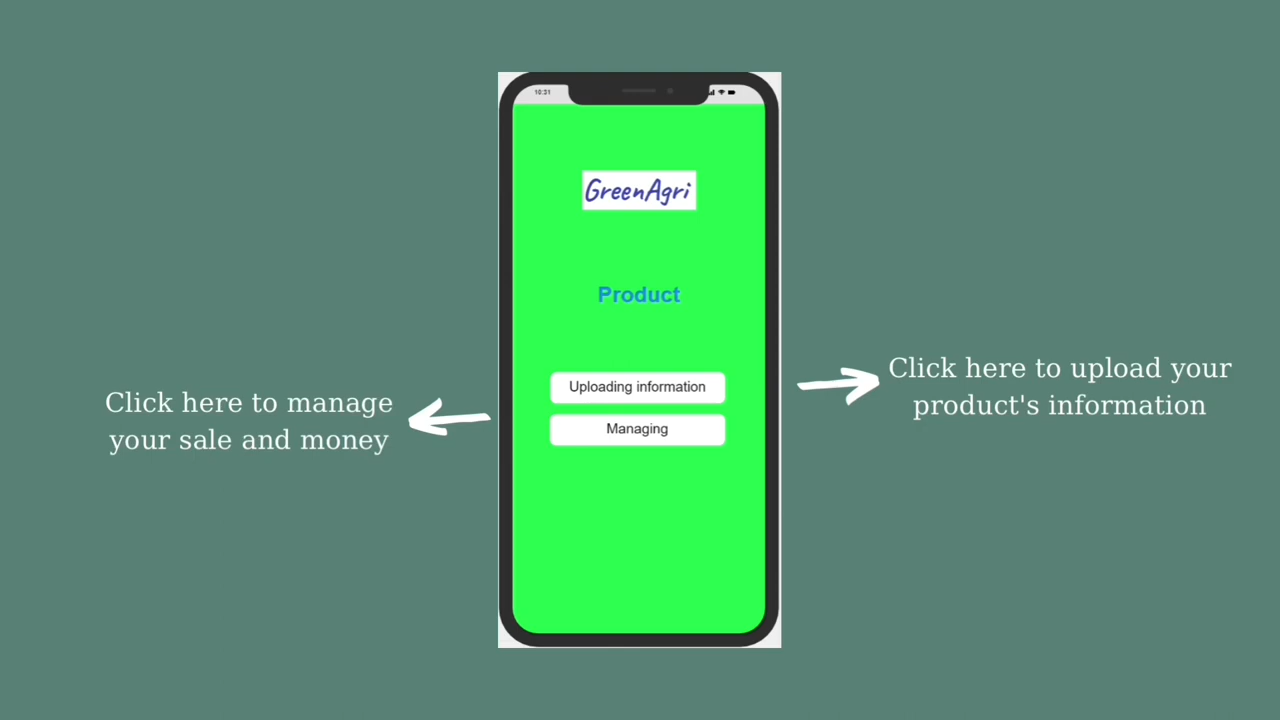 10:31
GreenAgri
Product
Uploading information
Managing
Click here to manage
your sale and money
Click here to upload your
product's information